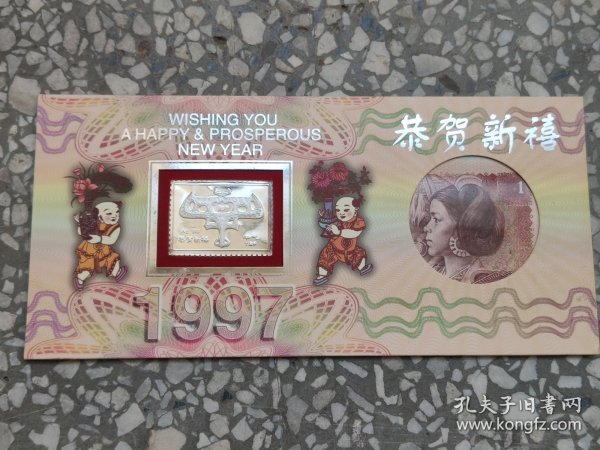 WISHING YOU
A HAPPY & PROSPEROUS
NEW YEAR
恭贺新禧
1
1997
孔夫子旧书网
www.kongfz.com